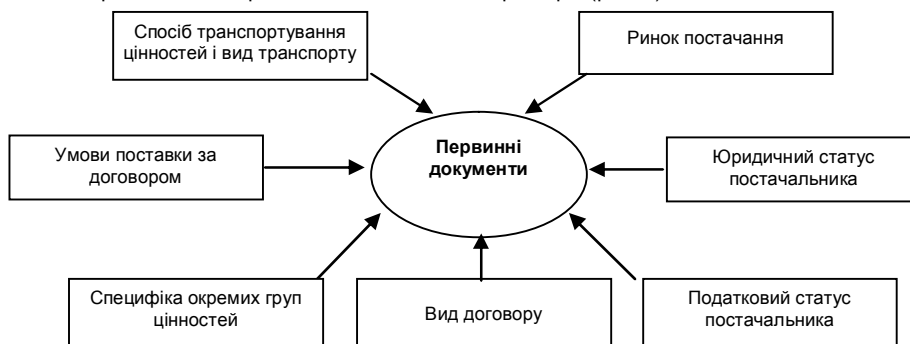 Спосіб транспортування
цінностей і вид транспорту
Ринок постачання
Первинні
документи
Умови поставки за
договором
Юридичний статус
постачальника
Специфіка окремих груп
цінностей
Вид договору
Податковий статус
постачальника